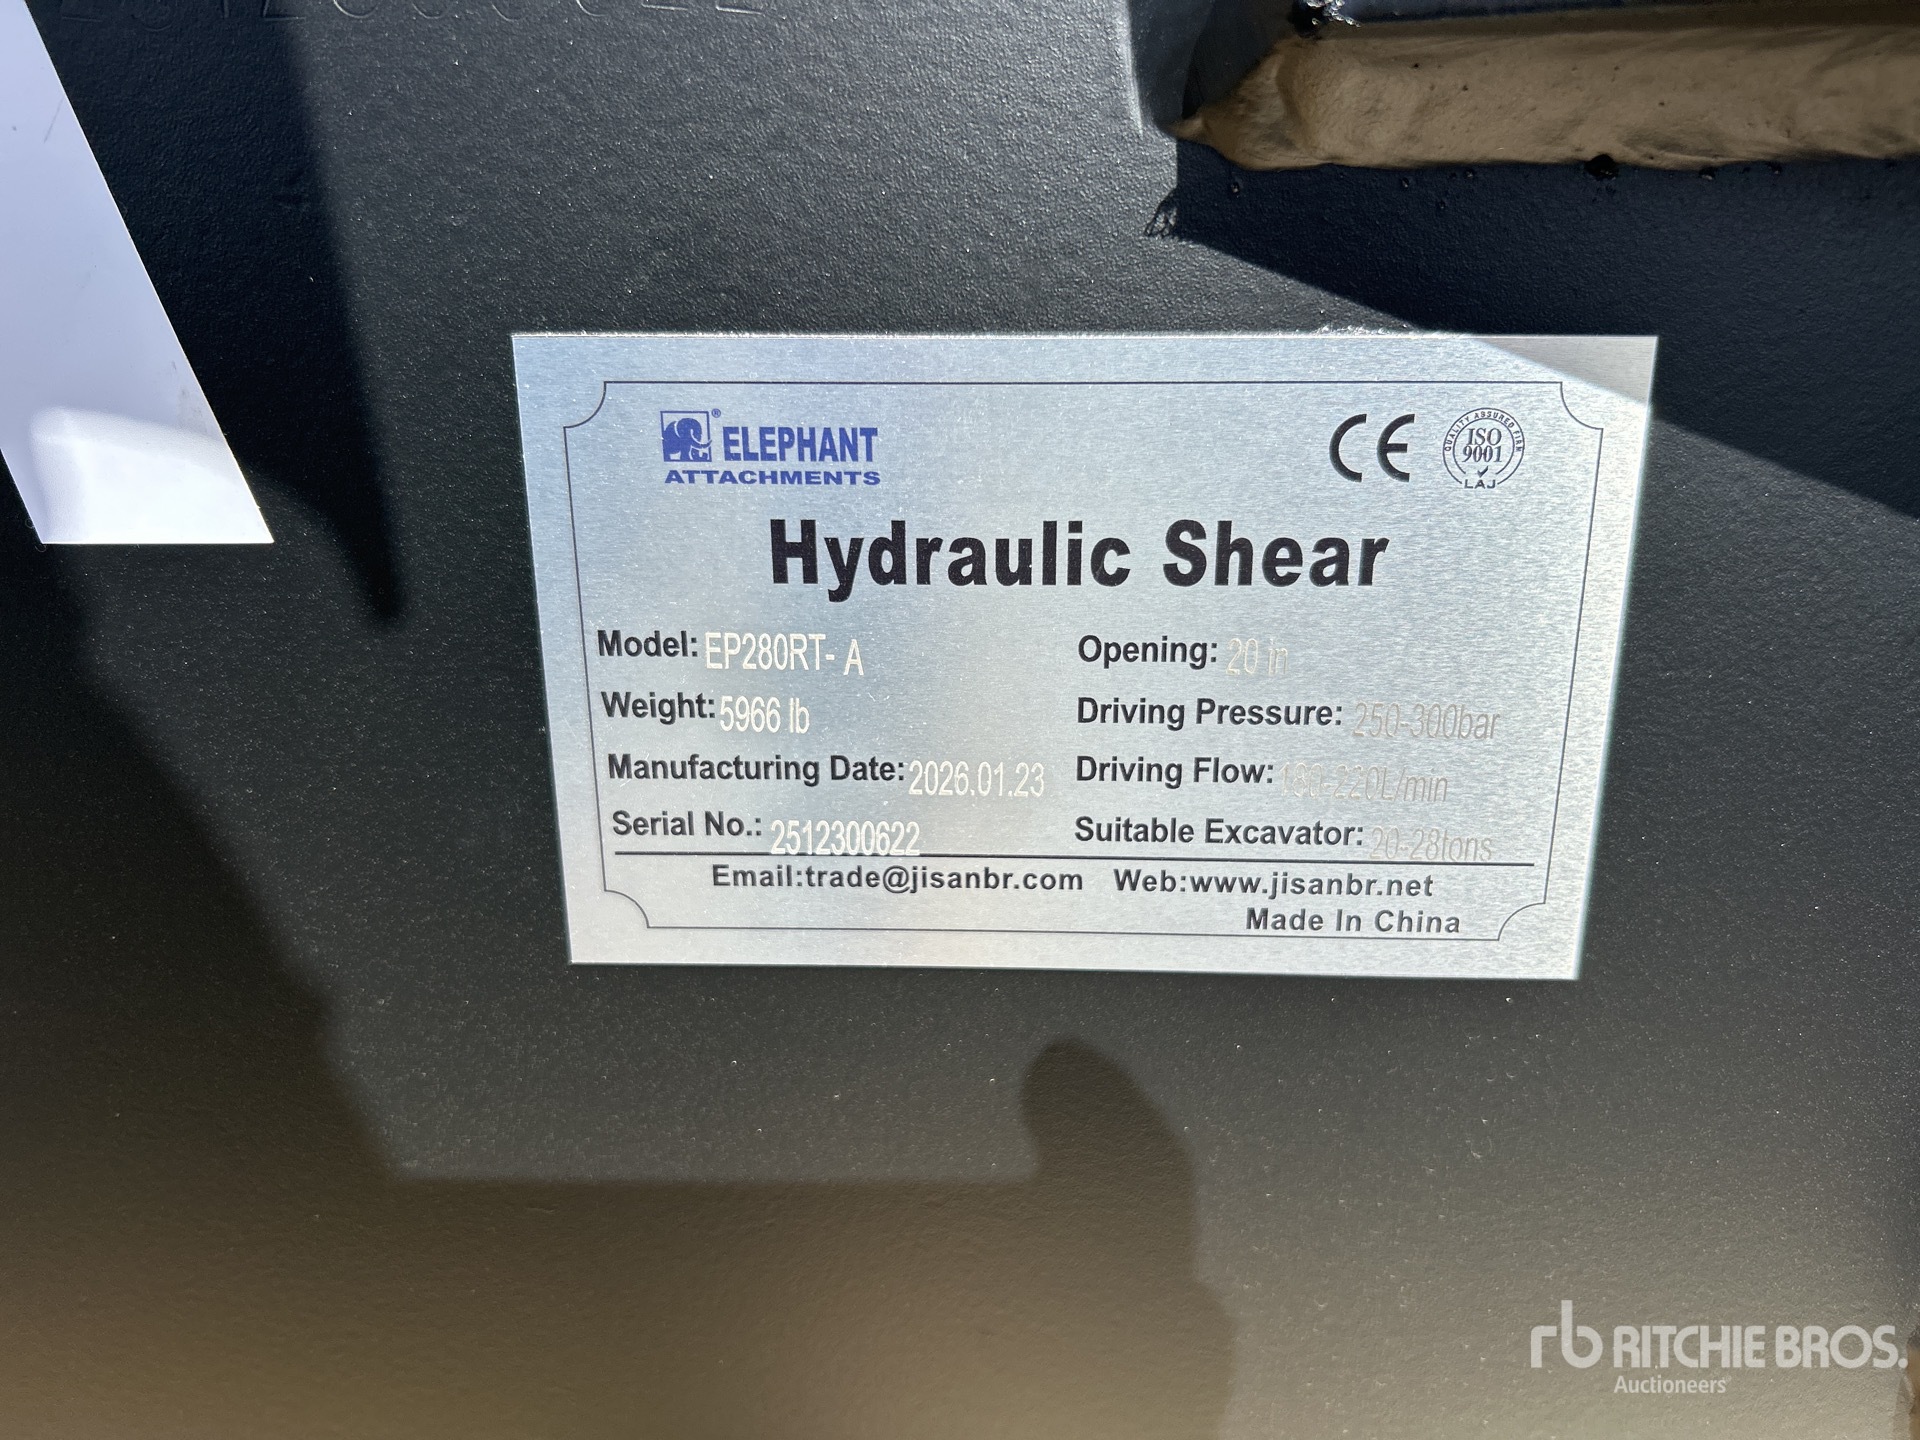 ® ELEPHANT
ATTACHMENTS
CE
QUALITY ASSURED FIRM
ISO
9001
LAJ
Hydraulic Shear
Model: EP280RT- A
Opening: 20 in
Weight: 5966 lb
Driving Pressure: 250-300bar
Manufacturing Date: 2026.01.23
Driving Flow: 180-220L/min
Serial No.: 2512300622
Suitable Excavator: 20-28tons
Email:trade@jisanbr.com Web:www.jisanbr.net
Made In China
rb RITCHIE BROS.
Auctioneers